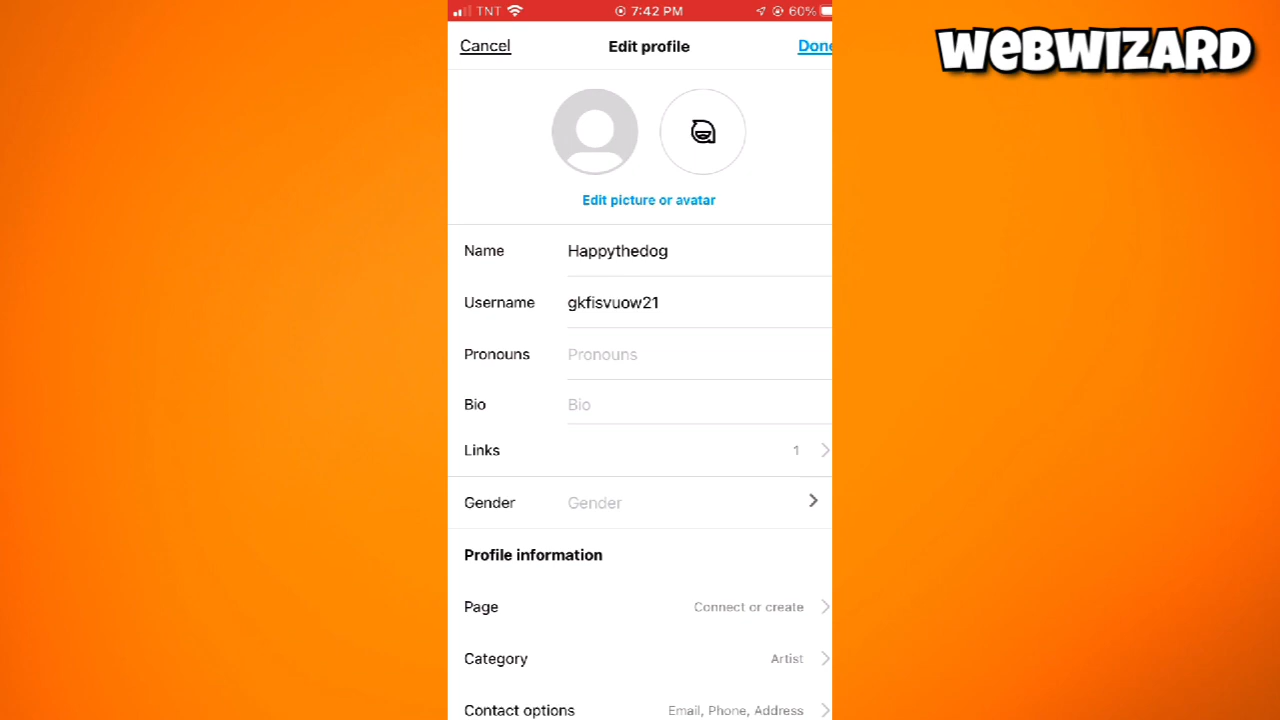 TNT 7:42 PM 60%
WEBWIZARD
Cancel Edit profile Done
Edit picture or avatar
Name Happythedog
Username gkfisvuow21
Pronouns Pronouns
Bio Bio
Links 1
Gender Gender
Profile information
Page Connect or create
Category Artist
Contact options Email, Phone, Address